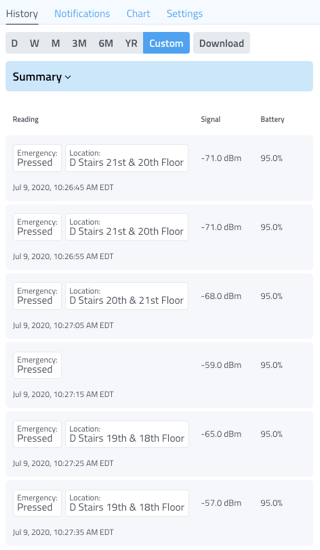 History Notifications Chart Settings
D W M 3M 6M YR Custom Download
Summary
Reading Signal Battery
Emergency: Location:
Pressed D Stairs 21st & 20th Floor -71.0 dBm 95.0%
Jul 9, 2020, 10:26:45 AM EDT
Emergency: Location:
Pressed D Stairs 21st & 20th Floor -71.0 dBm 95.0%
Jul 9, 2020, 10:26:55 AM EDT
Emergency: Location:
Pressed D Stairs 20th & 21st Floor -68.0 dBm 95.0%
Jul 9, 2020, 10:27:05 AM EDT
Emergency:
Pressed -59.0 dBm 95.0%
Jul 9, 2020, 10:27:15 AM EDT
Emergency: Location:
Pressed D Stairs 19th & 18th Floor -65.0 dBm 95.0%
Jul 9, 2020, 10:27:25 AM EDT
Emergency: Location:
Pressed D Stairs 19th & 18th Floor -57.0 dBm 95.0%
Jul 9, 2020, 10:27:35 AM EDT